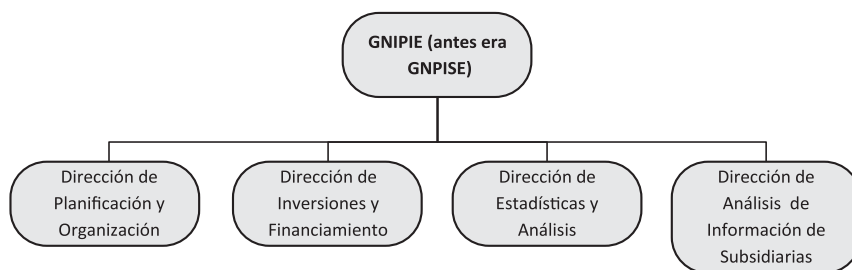 GNIPIE (antes era
GNPISE)
Dirección de
Planificación y
Organización
Dirección de
Inversiones y
Financiamiento
Dirección de
Estadísticas y
Análisis
Dirección de
Análisis de
Información de
Subsidiarias